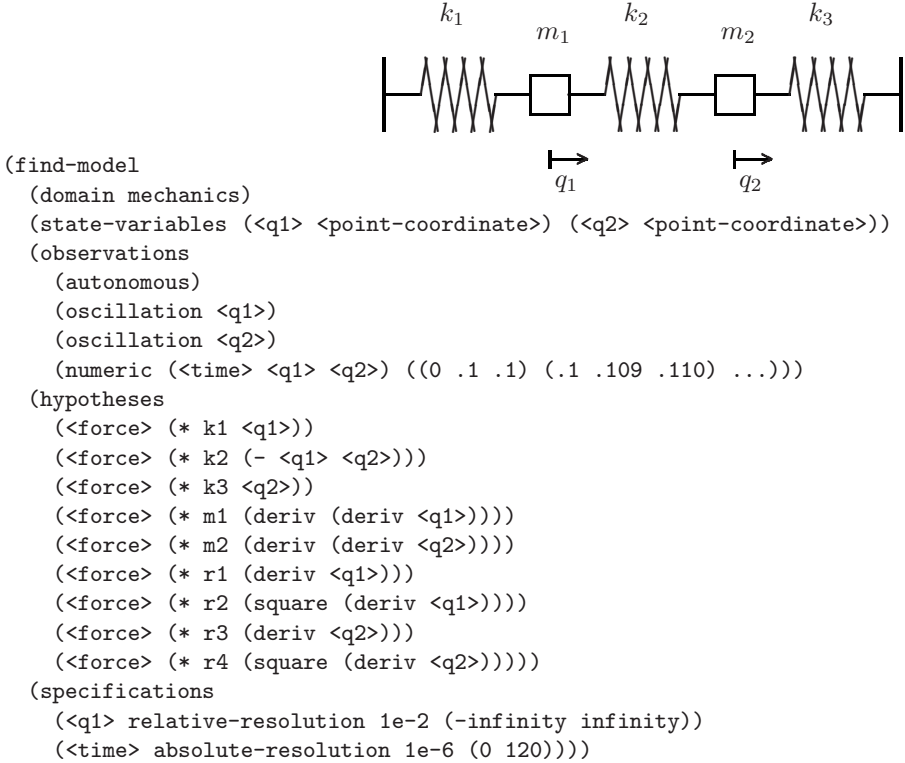 k1 k2 k3
m1 m2
q1 q2
(find-model
(domain mechanics)
(state-variables (<q1> <point-coordinate>) (<q2> <point-coordinate>))
(observations
(autonomous)
(oscillation <q1>)
(oscillation <q2>)
(numeric (<time> <q1> <q2>) ((0 .1 .1) (.1 .109 .110) ...)))
(hypotheses
(<force> (* k1 <q1>))
(<force> (* k2 (- <q1> <q2>)))
(<force> (* k3 <q2>))
(<force> (* m1 (deriv (deriv <q1>))))
(<force> (* m2 (deriv (deriv <q2>))))
(<force> (* r1 (deriv <q1>)))
(<force> (* r2 (square (deriv <q1>))))
(<force> (* r3 (deriv <q2>)))
(<force> (* r4 (square (deriv <q2>)))))
(specifications
(<q1> relative-resolution 1e-2 (-infinity infinity))
(<time> absolute-resolution 1e-6 (0 120))))